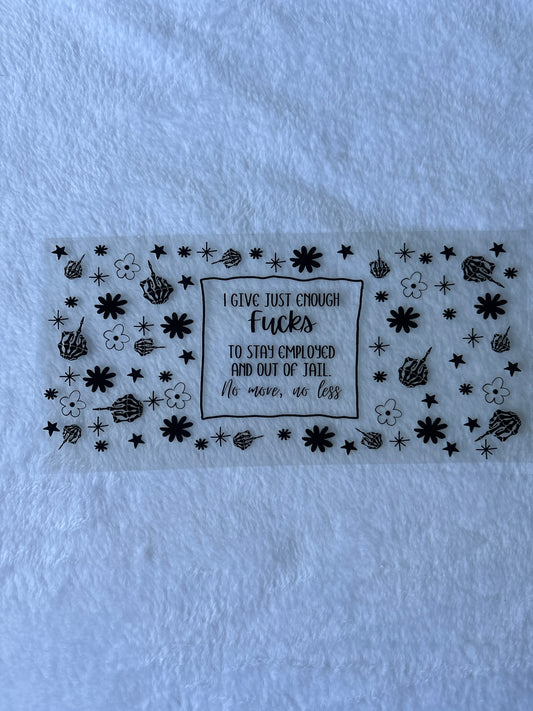 I GIVE JUST ENOUGH
Fucks
TO STAY EMPLOYED
AND OUT OF JAIL.
No more, no less